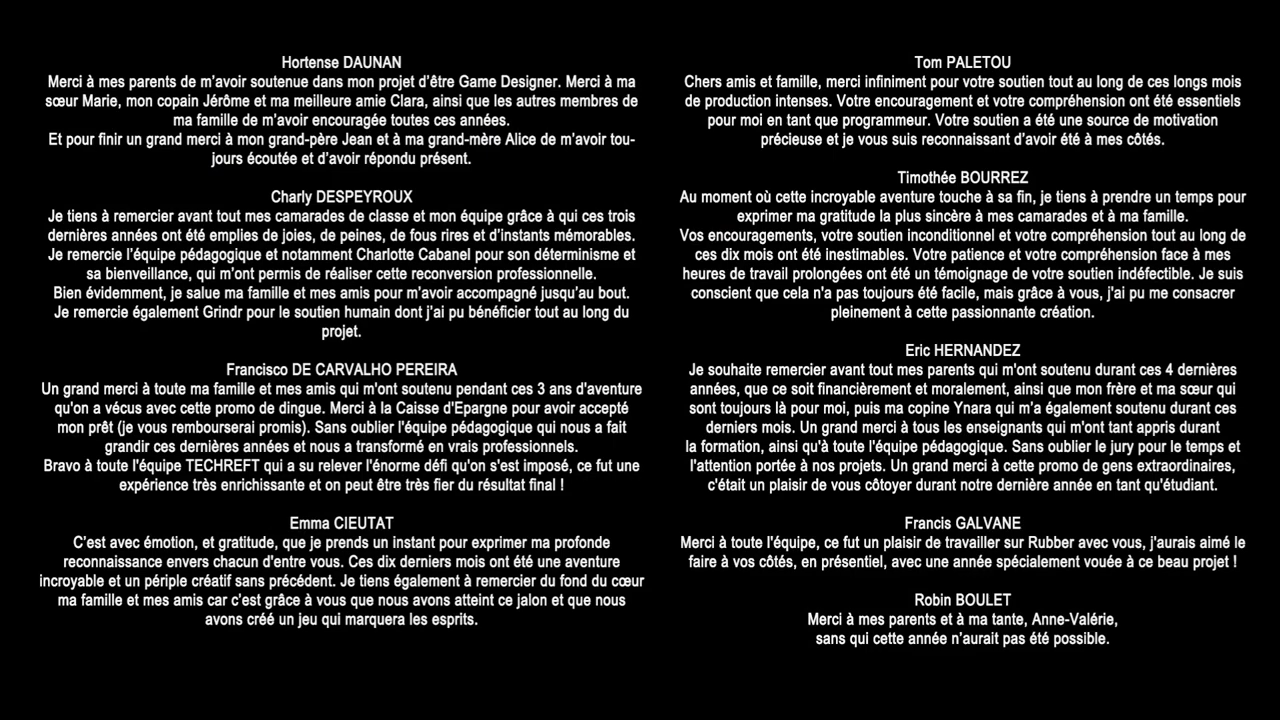 Hortense DAUNAN
Merci à mes parents de m’avoir soutenue dans mon projet d’être Game Designer. Merci à ma
sœur Marie, mon copain Jérôme et ma meilleure amie Clara, ainsi que les autres membres de
ma famille de m’avoir encouragée toutes ces années.
Et pour finir un grand merci à mon grand-père Jean et à ma grand-mère Alice de m’avoir tou-
jours écoutée et d’avoir répondu présent.
Charly DESPEYROUX
Je tiens à remercier avant tout mes camarades de classe et mon équipe grâce à qui ces trois
dernières années ont été emplies de joies, de peines, de fous rires et d’instants mémorables.
Je remercie l’équipe pédagogique et notamment Charlotte Cabanel pour son déterminisme et
sa bienveillance, qui m’ont permis de réaliser cette reconversion professionnelle.
Bien évidemment, je salue ma famille et mes amis pour m’avoir accompagné jusqu’au bout.
Je remercie également Grindr pour le soutien humain dont j’ai pu bénéficier tout au long du
projet.
Francisco DE CARVALHO PEREIRA
Un grand merci à toute ma famille et mes amis qui m'ont soutenu pendant ces 3 ans d'aventure
qu'on a vécus avec cette promo de dingue. Merci à la Caisse d'Epargne pour avoir accepté
mon prêt (je vous rembourserai promis). Sans oublier l'équipe pédagogique qui nous a fait
grandir ces dernières années et nous a transformé en vrais professionnels.
Bravo à toute l'équipe TECHREFT qui a su relever l'énorme défi qu'on s'est imposé, ce fut une
expérience très enrichissante et on peut être très fier du résultat final !
Emma CIEUTAT
C’est avec émotion, et gratitude, que je prends un instant pour exprimer ma profonde
reconnaissance envers chacun d'entre vous. Ces dix derniers mois ont été une aventure
incroyable et un périple créatif sans précédent. Je tiens également à remercier du fond du cœur
ma famille et mes amis car c’est grâce à vous que nous avons atteint ce jalon et que nous
avons créé un jeu qui marquera les esprits.
Tom PALETOU
Chers amis et famille, merci infiniment pour votre soutien tout au long de ces longs mois
de production intenses. Votre encouragement et votre compréhension ont été essentiels
pour moi en tant que programmeur. Votre soutien a été une source de motivation
précieuse et je vous suis reconnaissant d’avoir été à mes côtés.
Timothée BOURREZ
Au moment où cette incroyable aventure touche à sa fin, je tiens à prendre un temps pour
exprimer ma gratitude la plus sincère à mes camarades et à ma famille.
Vos encouragements, votre soutien inconditionnel et votre compréhension tout au long de
ces dix mois ont été inestimables. Votre patience et votre compréhension face à mes
heures de travail prolongées ont été un témoignage de votre soutien indéfectible. Je suis
conscient que cela n'a pas toujours été facile, mais grâce à vous, j'ai pu me consacrer
pleinement à cette passionnante création.
Eric HERNANDEZ
Je souhaite remercier avant tout mes parents qui m'ont soutenu durant ces 4 dernières
années, que ce soit financièrement et moralement, ainsi que mon frère et ma sœur qui
sont toujours là pour moi, puis ma copine Ynara qui m’a également soutenu durant ces
derniers mois. Un grand merci à tous les enseignants qui m'ont tant appris durant
la formation, ainsi qu'à toute l'équipe pédagogique. Sans oublier le jury pour le temps et
l'attention portée à nos projets. Un grand merci à cette promo de gens extraordinaires,
c'était un plaisir de vous côtoyer durant notre dernière année en tant qu'étudiant.
Francis GALVANE
Merci à toute l'équipe, ce fut un plaisir de travailler sur Rubber avec vous, j'aurais aimé le
faire à vos côtés, en présentiel, avec une année spécialement vouée à ce beau projet !
Robin BOULET
Merci à mes parents et à ma tante, Anne-Valérie,
sans qui cette année n’aurait pas été possible.